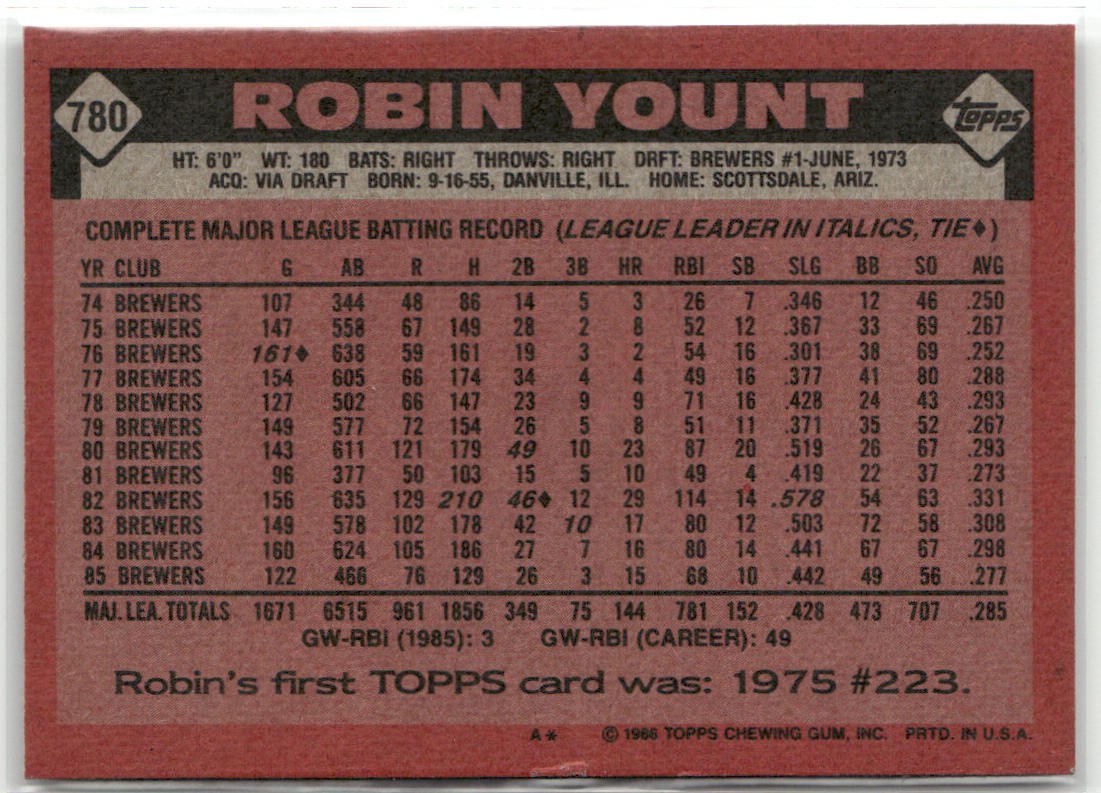 780
ROBIN YOUNT
topps
HT: 6'0" WT: 180 BATS: RIGHT THROWS: RIGHT DRFT: BREWERS #1-JUNE, 1973
ACQ: VIA DRAFT BORN: 9-16-55, DANVILLE, ILL. HOME: SCOTTSDALE, ARIZ.
COMPLETE MAJOR LEAGUE BATTING RECORD (LEAGUE LEADER IN ITALICS, TIE♦)
YR CLUB G AB R H 2B 3B HR RBI SB SLG BB SO AVG
74 BREWERS 107 344 48 86 14 5 3 26 7 .346 12 46 .250
75 BREWERS 147 558 67 149 28 2 8 52 12 .367 33 69 .267
76 BREWERS 161♦ 638 59 161 19 3 2 54 16 .301 38 69 .252
77 BREWERS 154 605 66 174 34 4 4 49 16 .377 41 80 .288
78 BREWERS 127 502 66 147 23 9 9 71 16 .428 24 43 .293
79 BREWERS 149 577 72 154 26 5 8 51 11 .371 35 52 .267
80 BREWERS 143 611 121 179 49 10 23 87 20 .519 26 67 .293
81 BREWERS 96 377 50 103 15 5 10 49 4 .419 22 37 .273
82 BREWERS 156 635 129 210 46♦ 12 29 114 14 .578 54 63 .331
83 BREWERS 149 578 102 178 42 10 17 80 12 .503 72 58 .308
84 BREWERS 160 624 105 186 27 7 16 80 14 .441 67 67 .298
85 BREWERS 122 466 76 129 26 3 15 68 10 .442 49 56 .277
MAJ. LEA. TOTALS 1671 6515 961 1856 349 75 144 781 152 .428 473 707 .285
GW-RBI (1985): 3 GW-RBI (CAREER): 49
Robin's first TOPPS card was: 1975 #223.
A* © 1986 TOPPS CHEWING GUM, INC. PRTD. IN U.S.A.